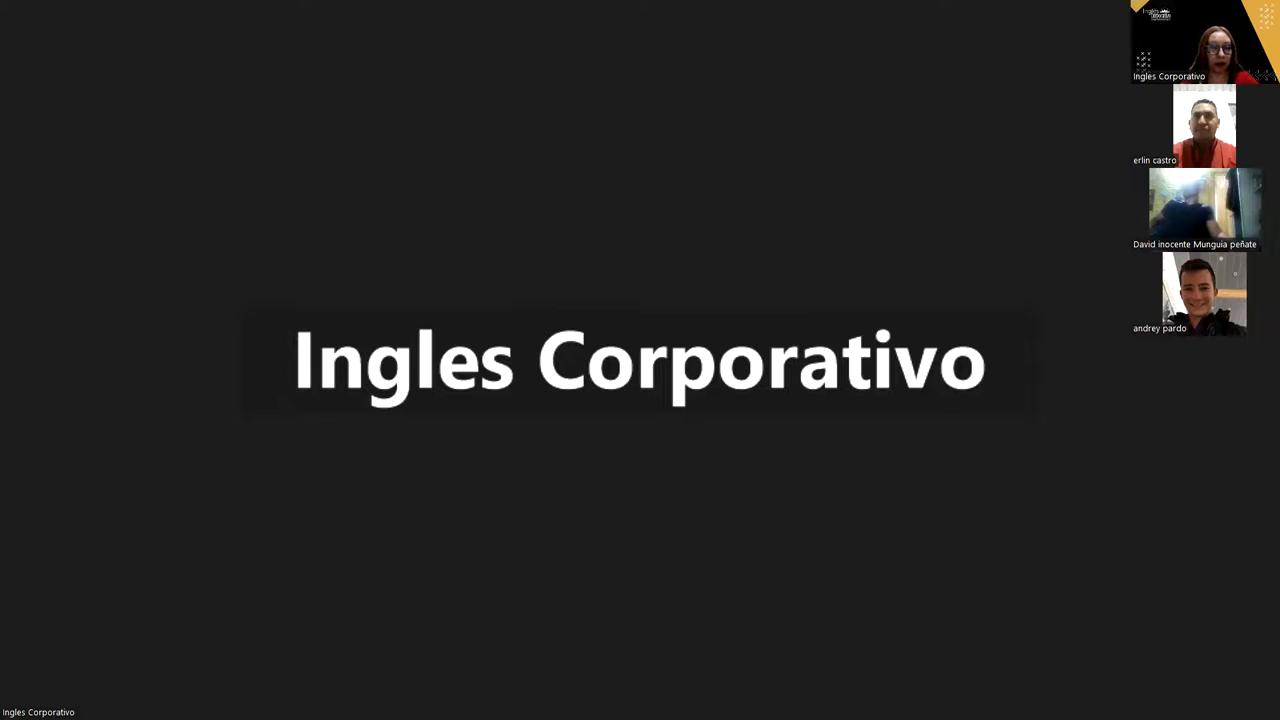 Ingles Corporativo
erlin castro
David inocente Munguia peñate
andrey pardo
Ingles Corporativo
Ingles Corporativo